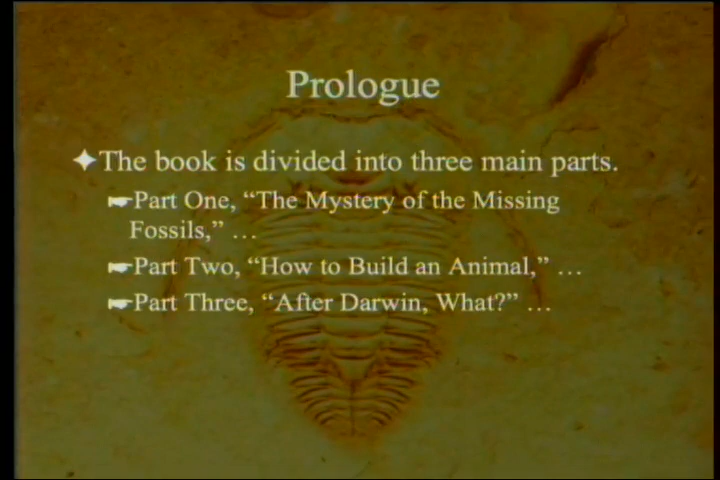 Prologue
✦The book is divided into three main parts.
☛Part One, “The Mystery of the Missing
Fossils,” …
☛Part Two, “How to Build an Animal,” …
☛Part Three, “After Darwin, What?” …